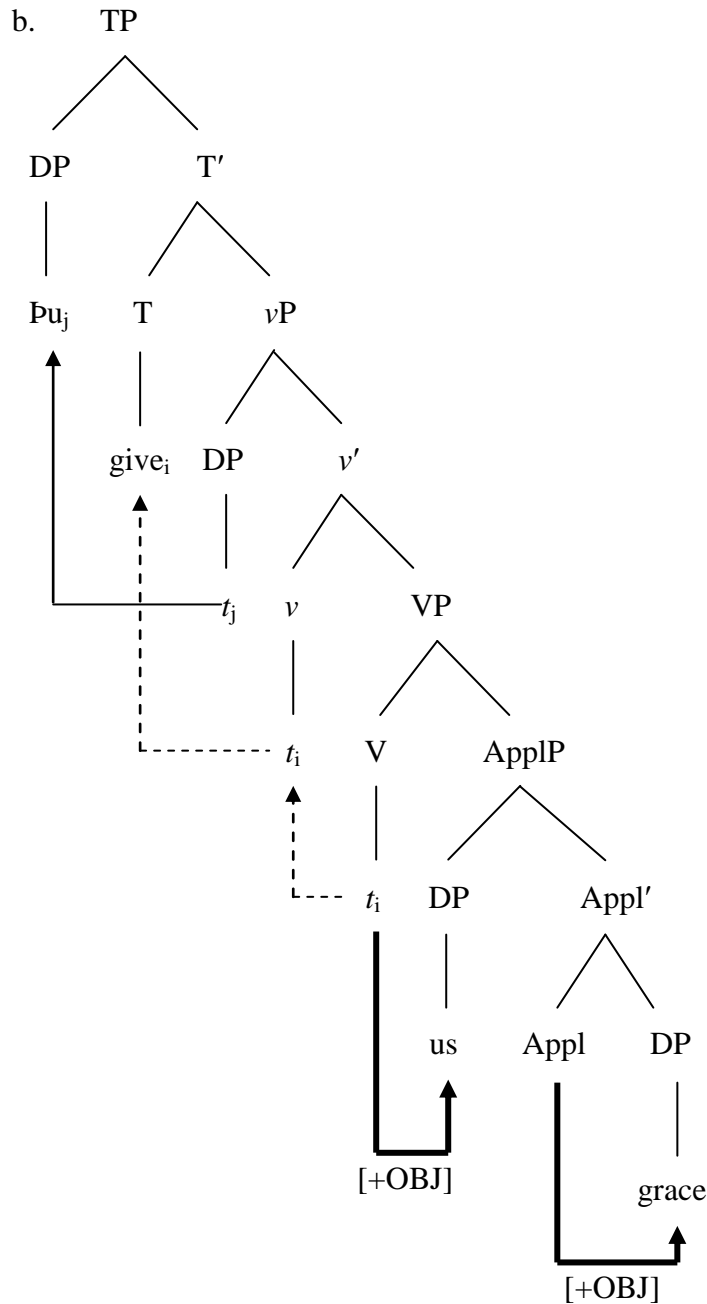 b. TP
DP T′
Þuⱼ T vP
giveᵢ DP v′
tⱼ v VP
tᵢ V ApplP
tᵢ DP Appl′
us Appl DP
[+OBJ]
grace
[+OBJ]